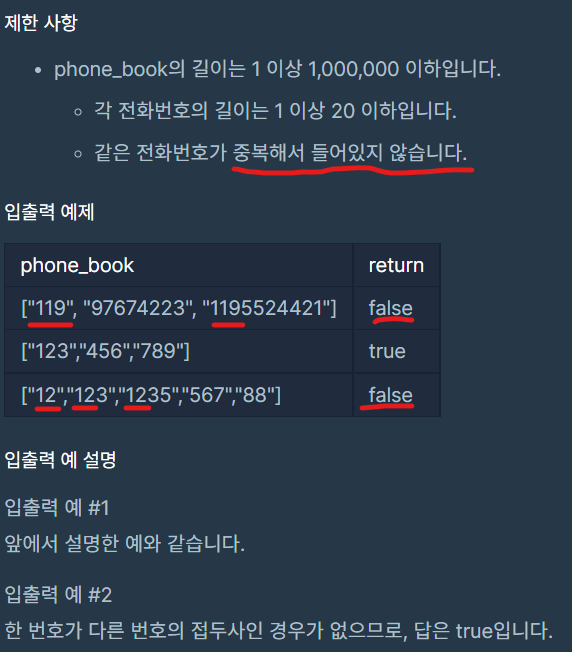 제한 사항
phone_book의 길이는 1 이상 1,000,000 이하입니다.
각 전화번호의 길이는 1 이상 20 이하입니다.
같은 전화번호가 중복해서 들어있지 않습니다.
입출력 예제
phone_book return
["119", "97674223", "1195524421"] false
["123","456","789"] true
["12","123","1235","567","88"] false
입출력 예 설명
입출력 예 #1
앞에서 설명한 예와 같습니다.
입출력 예 #2
한 번호가 다른 번호의 접두사인 경우가 없으므로, 답은 true입니다.